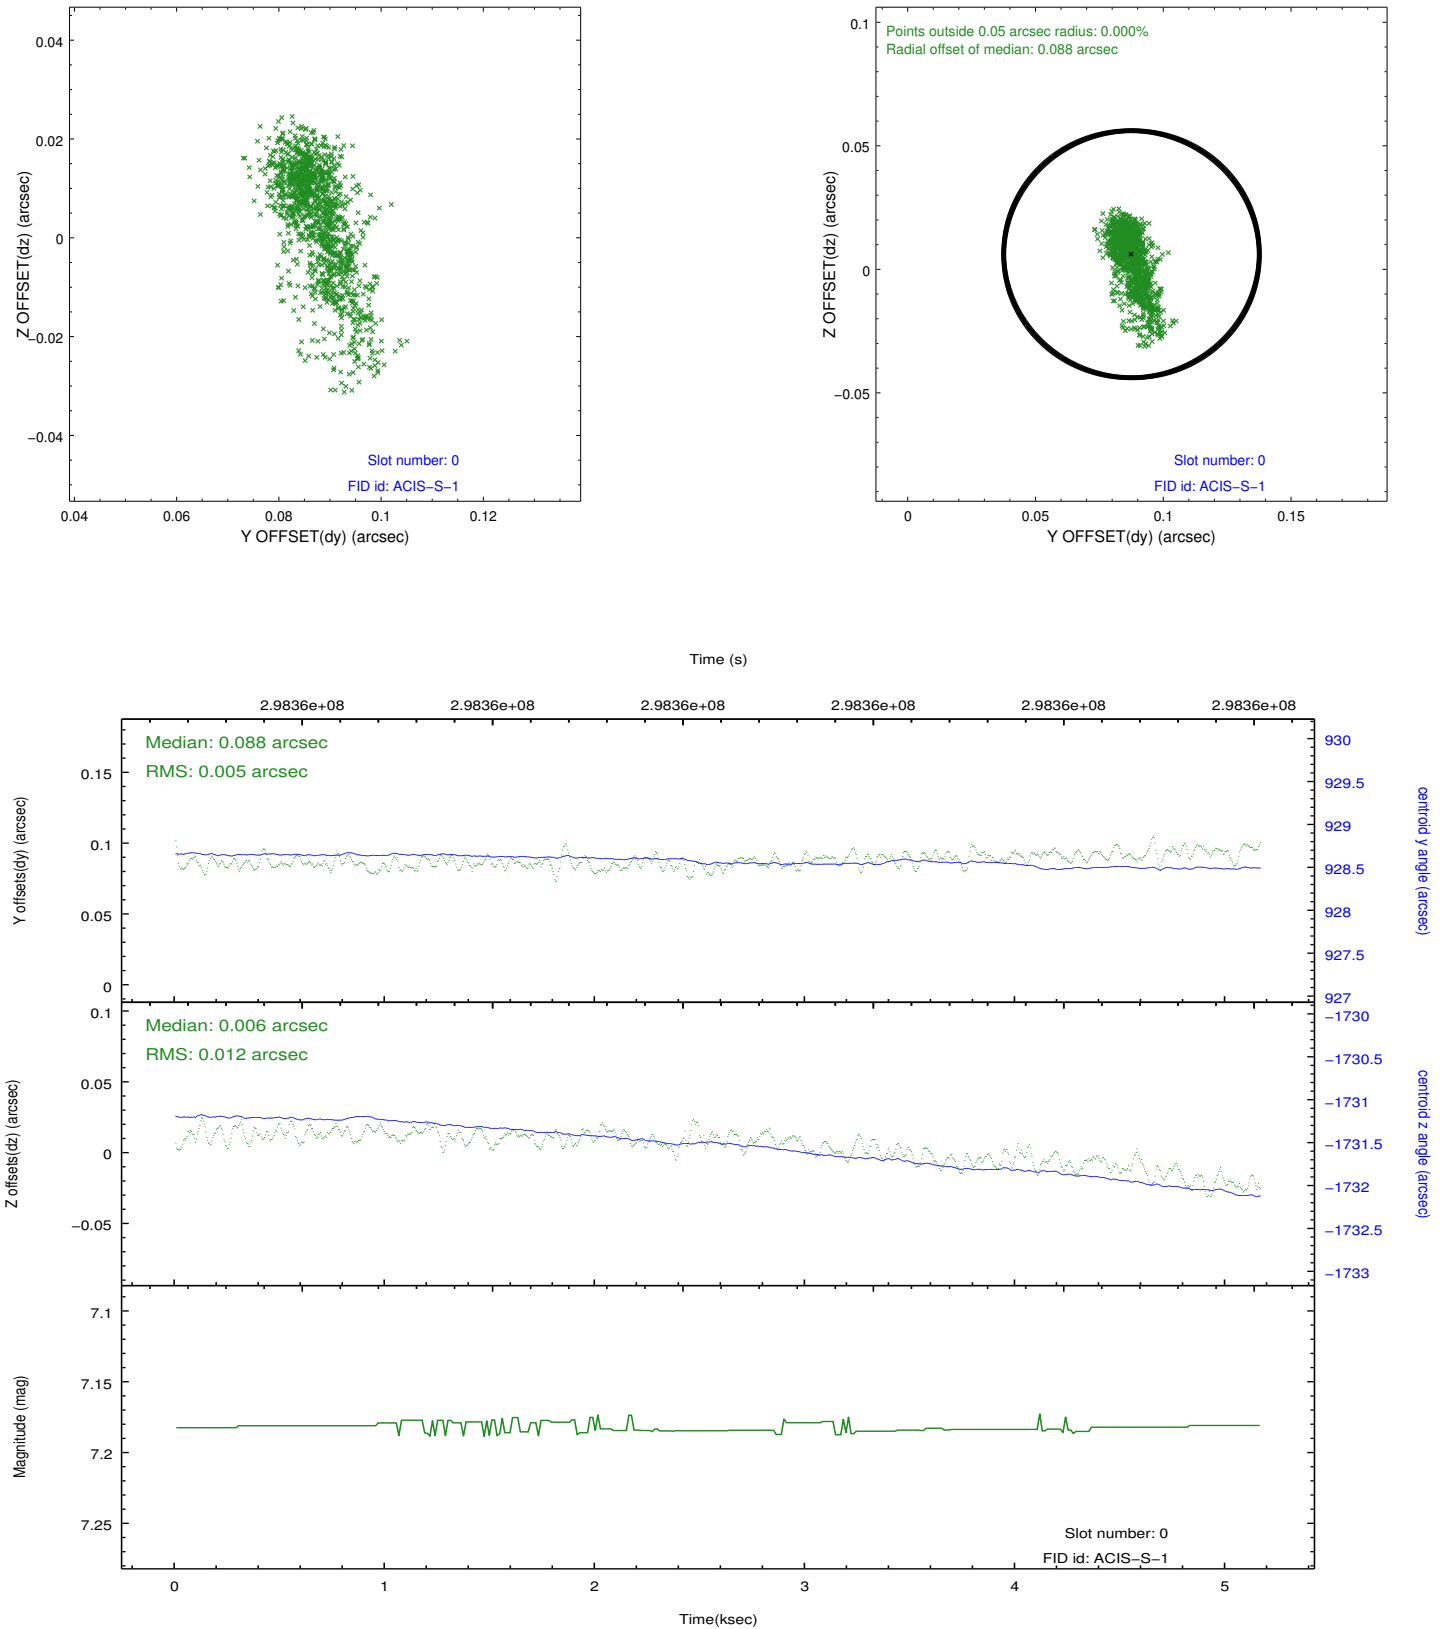 0.04
0.02
0
−0.02
−0.04
Z OFFSET(dz) (arcsec)
Slot number: 0
FID id: ACIS−S−1
0.04
0.06
0.08
0.1
0.12
Y OFFSET(dy) (arcsec)
Points outside 0.05 arcsec radius: 0.000%
Radial offset of median: 0.088 arcsec
0.1
0.05
0
−0.05
Z OFFSET(dz) (arcsec)
Slot number: 0
FID id: ACIS−S−1
0
0.05
0.1
0.15
Y OFFSET(dy) (arcsec)
Time (s)
2.9836e+08
2.9836e+08
2.9836e+08
2.9836e+08
2.9836e+08
2.9836e+08
Median: 0.088 arcsec
RMS: 0.005 arcsec
0.15
0.1
0.05
0
Y offsets(dy) (arcsec)
930
929.5
929
928.5
928
927.5
927
centroid y angle (arcsec)
Median: 0.006 arcsec
RMS: 0.012 arcsec
0.1
0.05
0
−0.05
Z offsets(dz) (arcsec)
−1730
−1730.5
−1731
−1731.5
−1732
−1732.5
−1733
centroid z angle (arcsec)
7.1
7.15
7.2
7.25
Magnitude (mag)
Slot number: 0
FID id: ACIS−S−1
0
1
2
3
4
5
Time(ksec)